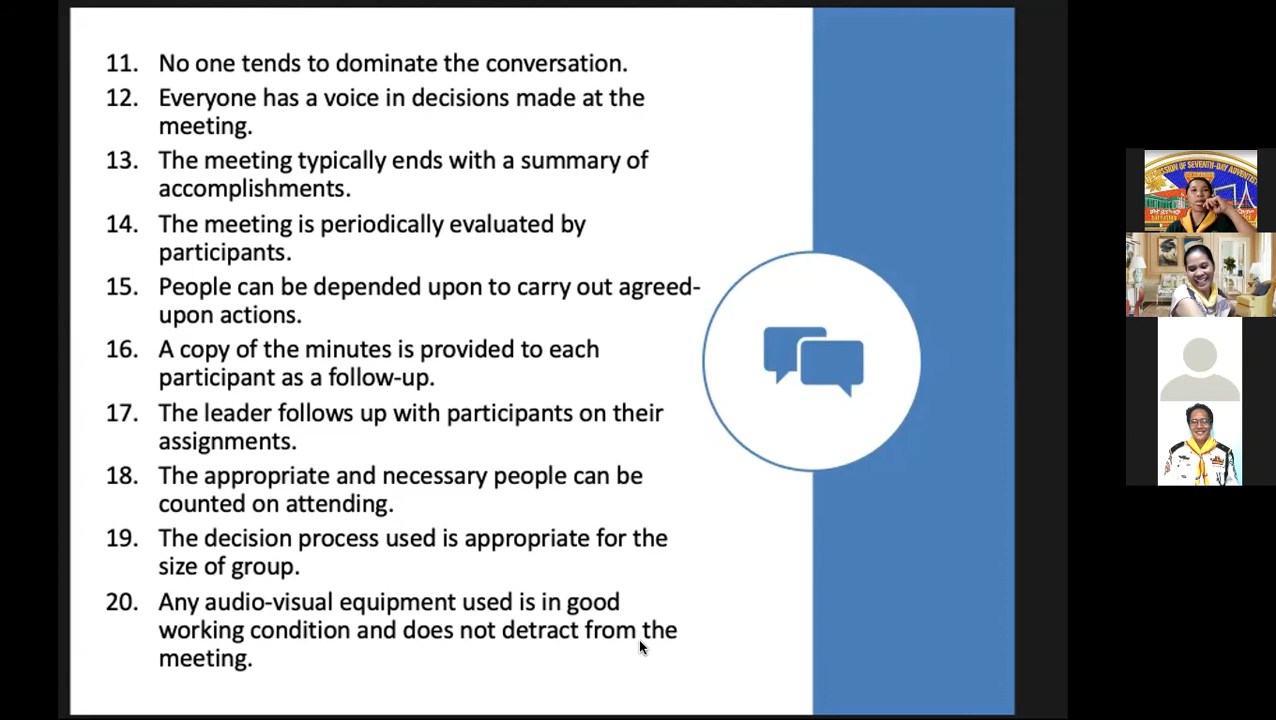 11. No one tends to dominate the conversation.
12. Everyone has a voice in decisions made at the
meeting.
13. The meeting typically ends with a summary of
accomplishments.
14. The meeting is periodically evaluated by
participants.
15. People can be depended upon to carry out agreed-
upon actions.
16. A copy of the minutes is provided to each
participant as a follow-up.
17. The leader follows up with participants on their
assignments.
18. The appropriate and necessary people can be
counted on attending.
19. The decision process used is appropriate for the
size of group.
20. Any audio-visual equipment used is in good
working condition and does not detract from the
meeting.
OF SEVENTH-DAY